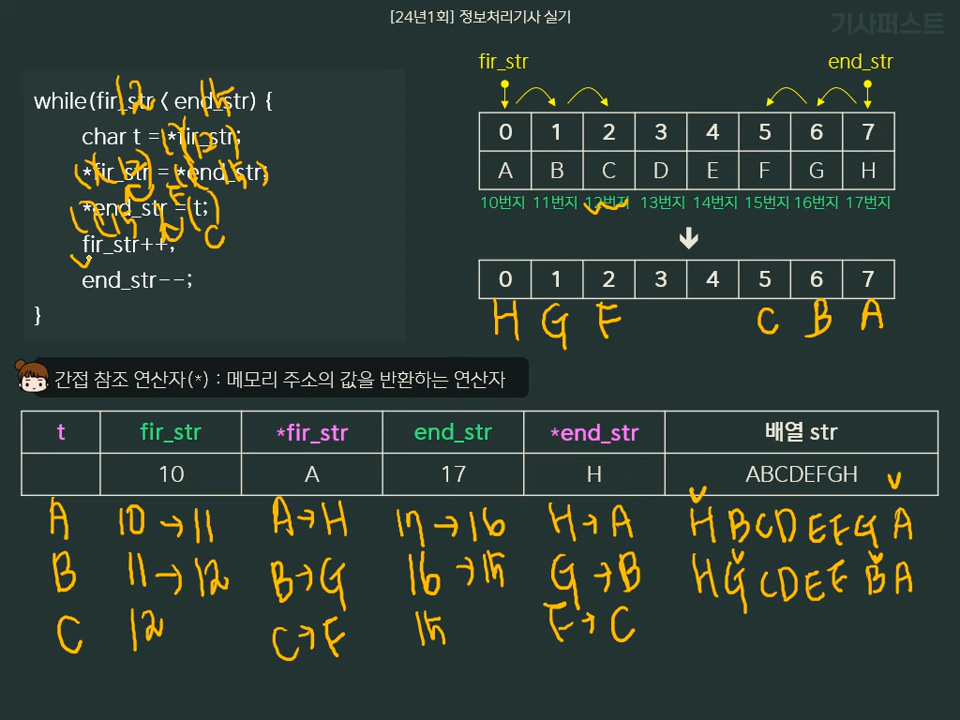 [24년1회] 정보처리기사 실기
기사퍼스트
while(fir_str < end_str) {
char t = *fir_str;
*fir_str = *end_str;
*end_str = t;
fir_str++;
end_str--;
}
12 15
fir_str end_str
0 1 2 3 4 5 6 7
A B C D E F G H
10번지 11번지 12번지 13번지 14번지 15번지 16번지 17번지
0 1 2 3 4 5 6 7
H G F C B A
간접 참조 연산자(*) : 메모리 주소의 값을 반환하는 연산자
t fir_str *fir_str end_str *end_str 배열 str
10 A 17 H ABCDEFGH
A 10→11 A→H 17→16 H→A HBCDEFGA
B 11→12 B→G 16→15 G→B HGCDEFBA
C 12 C→F 15 F→C